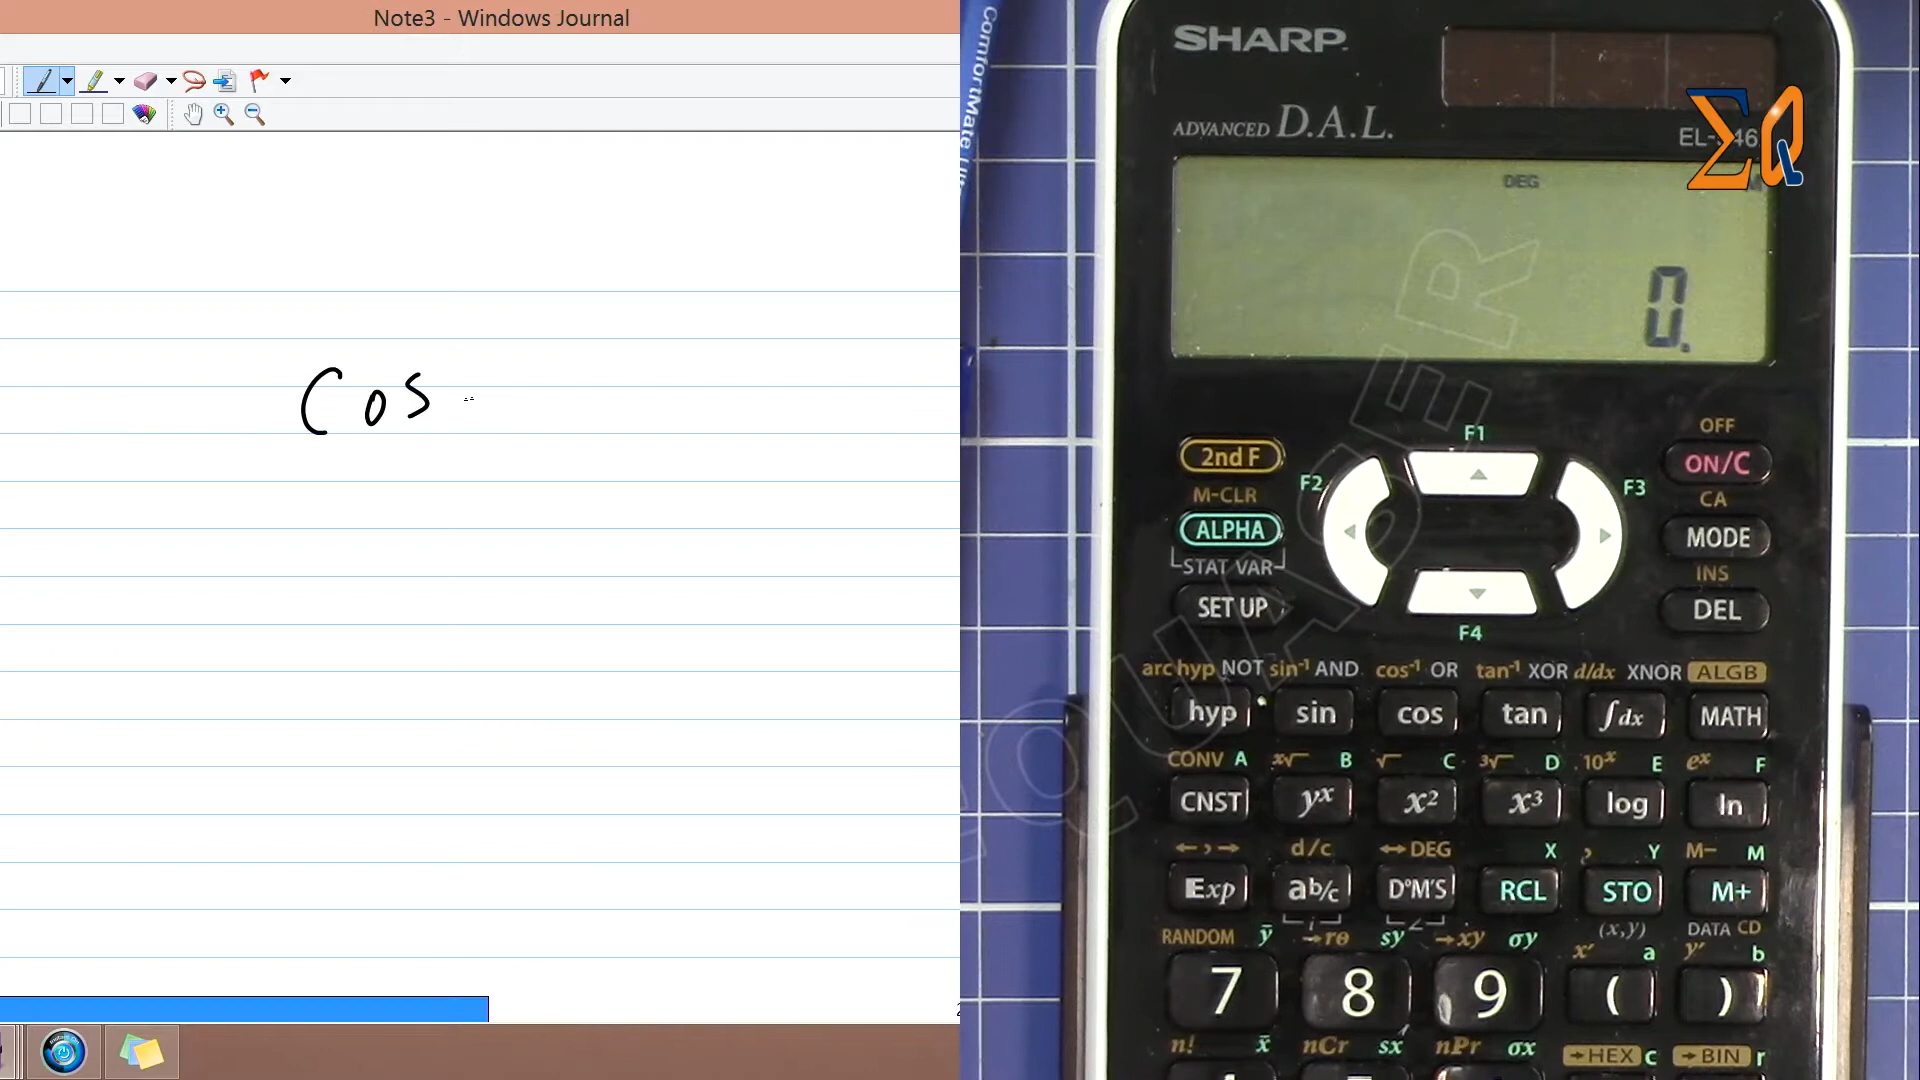 Note3 - Windows Journal
Cos
SHARP
ADVANCED D.A.L.
DEG
0.
ComfortMate
EQUASER
F1
OFF
2nd F
ON/C
F2
F3
M-CLR
CA
ALPHA
MODE
STAT VAR
INS
SET UP
DEL
F4
arc hyp NOT sin⁻¹ AND cos⁻¹ OR tan⁻¹ XOR d/dx XNOR ALGB
hyp sin cos tan ∫dx MATH
CONV A ˣ√ B √ C ³√ D 10ˣ E eˣ F
CNST yˣ x² x³ log ln
←,→ d/c ↔DEG X , Y M− M
Exp ab/c D°M'S RCL STO M+
RANDOM ȳ →rθ sy →xy σy (x,y) DATA CD
x′ a y′ b
7 8 9 ( )
n! x̄ nCr sx nPr σx →HEX c →BIN r